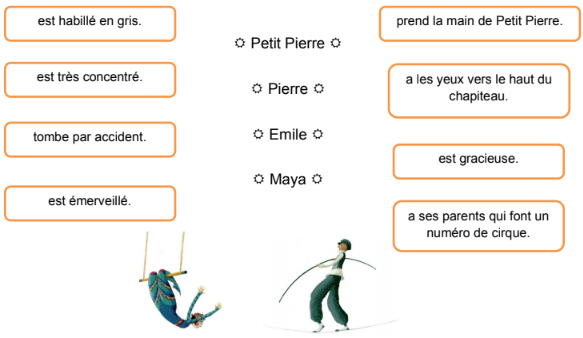 est habillé en gris.
est très concentré.
tombe par accident.
est émerveillé.
☼ Petit Pierre ☼
☼ Pierre ☼
☼ Emile ☼
☼ Maya ☼
prend la main de Petit Pierre.
a les yeux vers le haut du
chapiteau.
est gracieuse.
a ses parents qui font un
numéro de cirque.